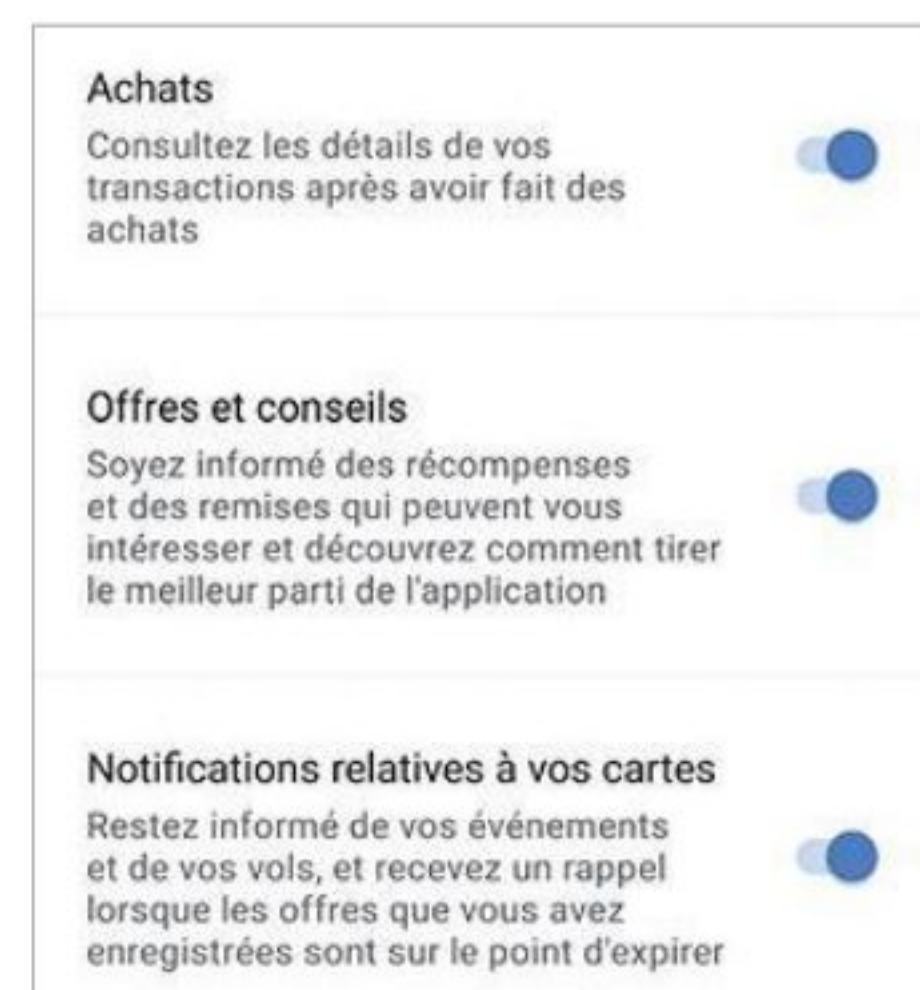 Achats
Consultez les détails de vos
transactions après avoir fait des
achats
Offres et conseils
Soyez informé des récompenses
et des remises qui peuvent vous
intéresser et découvrez comment tirer
le meilleur parti de l'application
Notifications relatives à vos cartes
Restez informé de vos événements
et de vos vols, et recevez un rappel
lorsque les offres que vous avez
enregistrées sont sur le point d'expirer